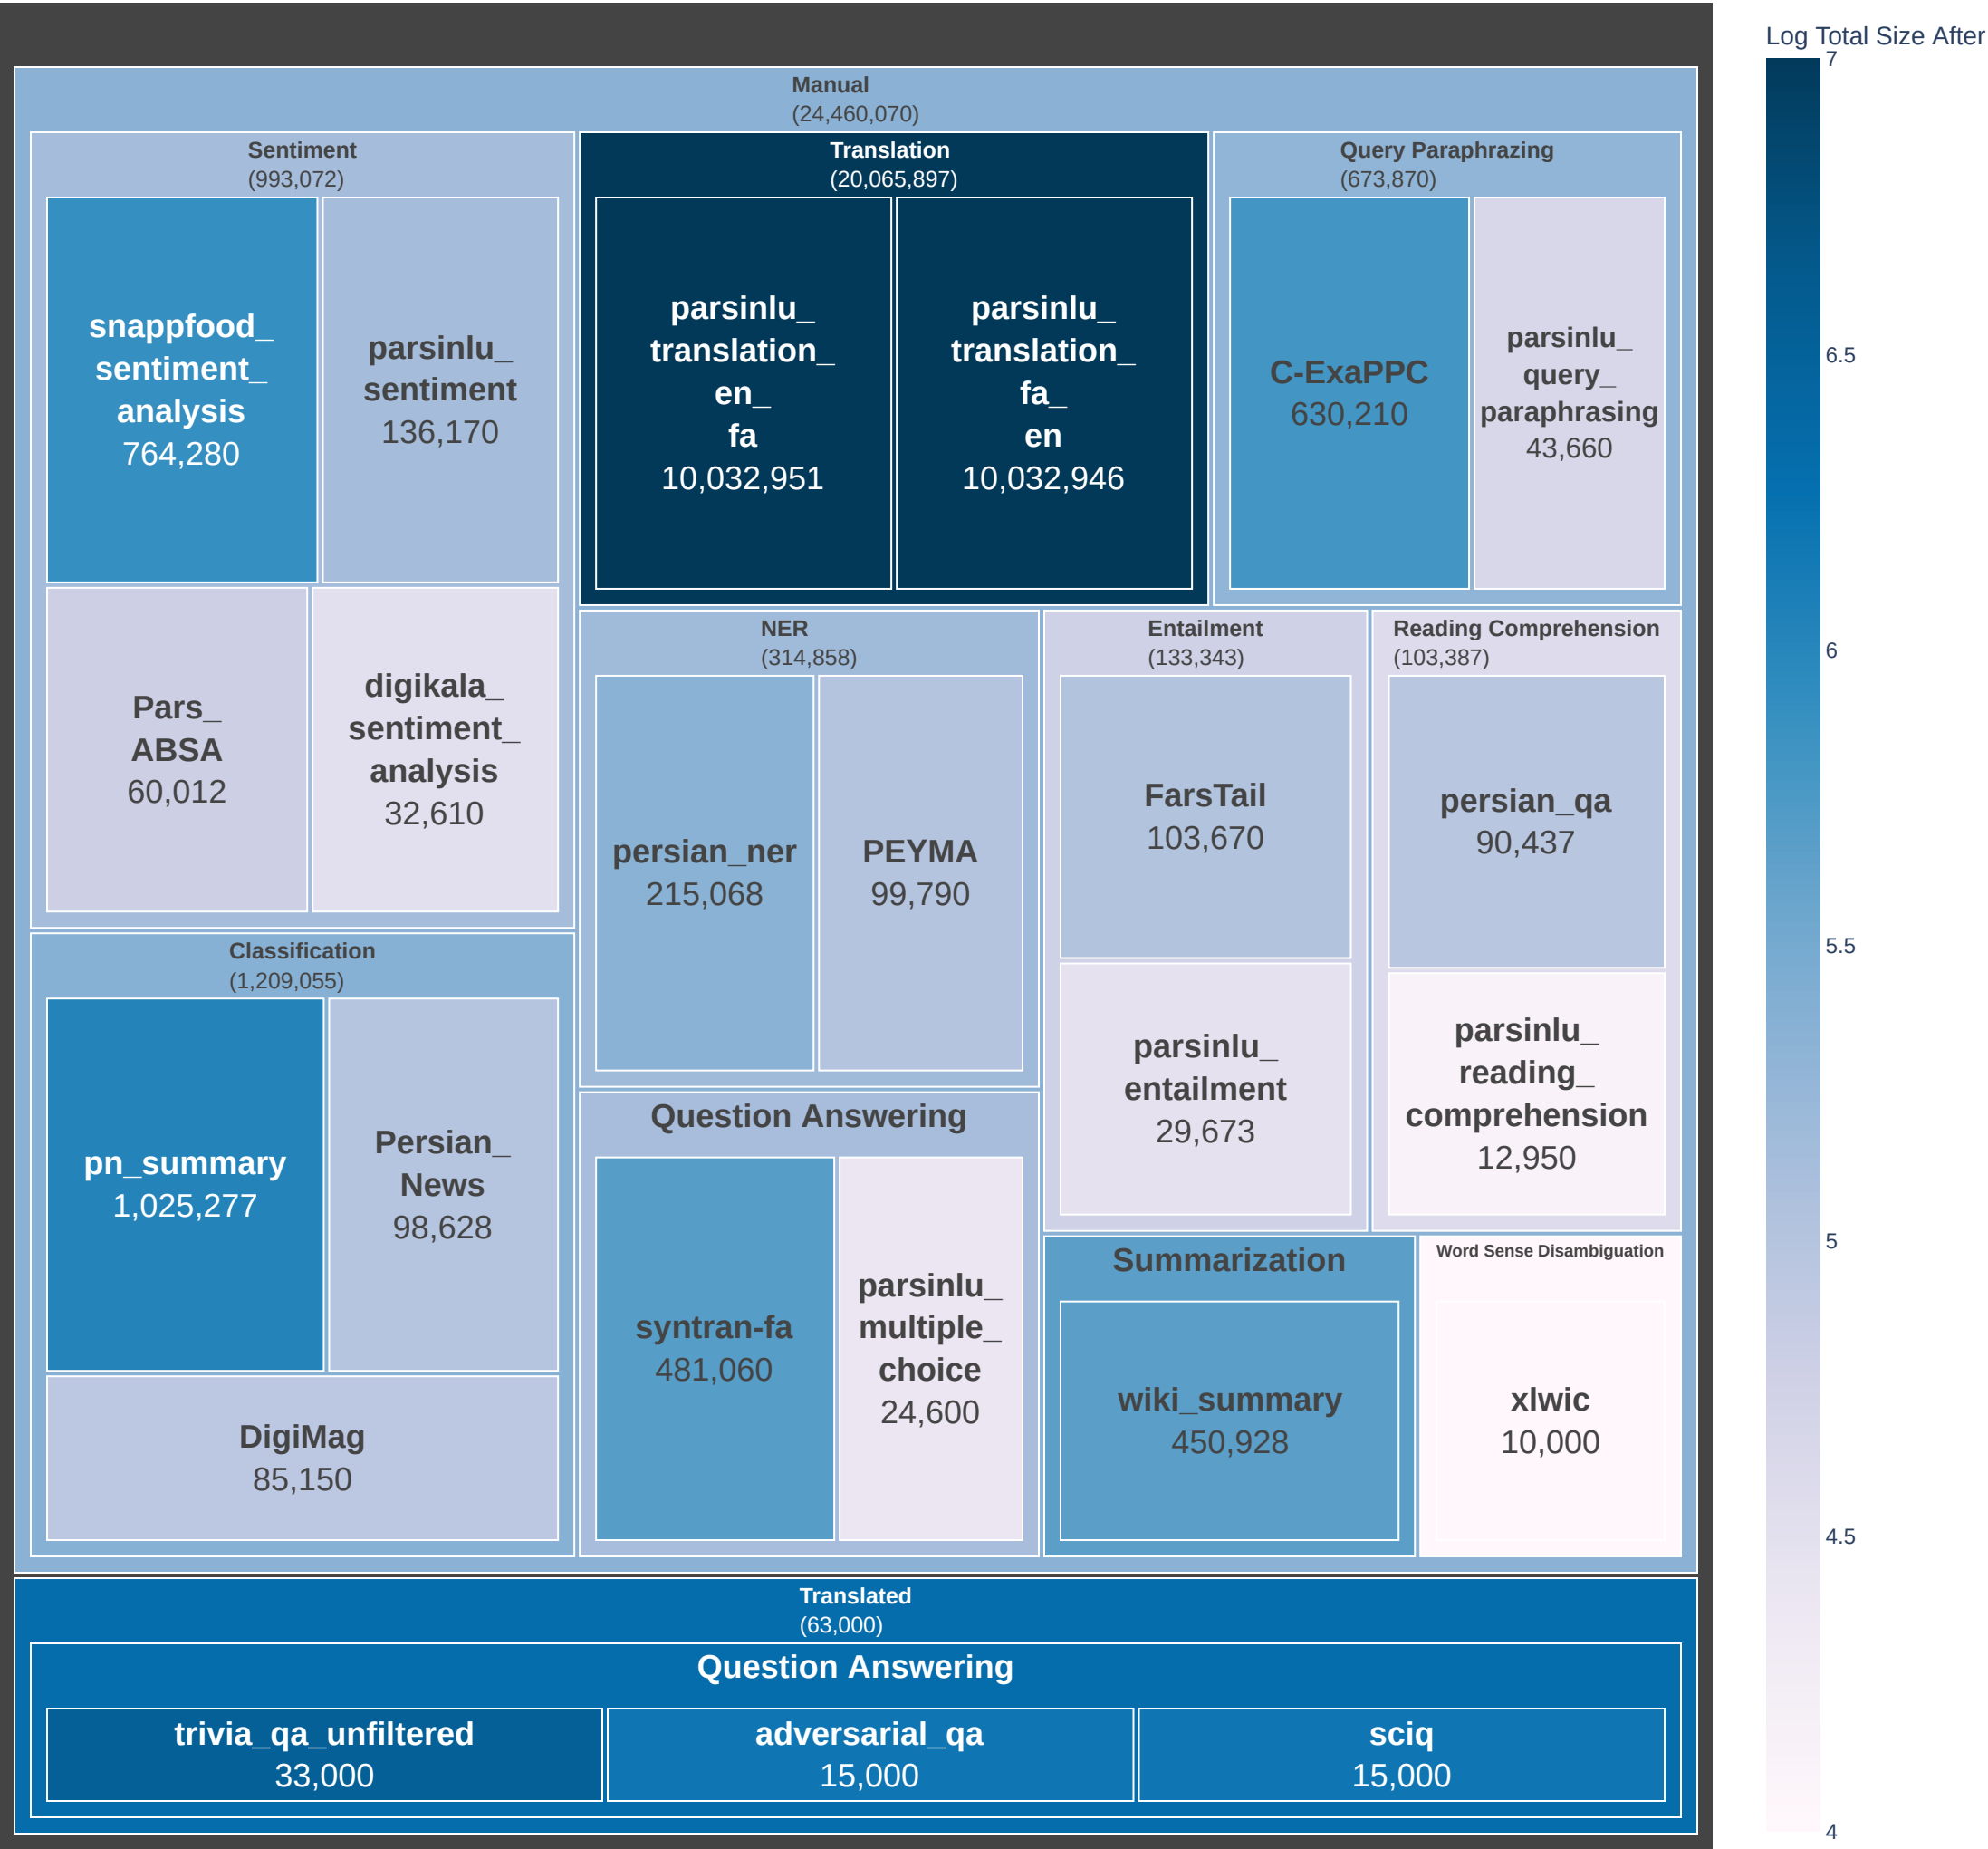 Log Total Size After
7
6.5
6
5.5
5
4.5
4
Manual
(24,460,070)
Sentiment
(993,072)
snappfood_
sentiment_
analysis
764,280
parsinlu_
sentiment
136,170
Pars_
ABSA
60,012
digikala_
sentiment_
analysis
32,610
Translation
(20,065,897)
parsinlu_
translation_
en_
fa
10,032,951
parsinlu_
translation_
fa_
en
10,032,946
Query Paraphrazing
(673,870)
C-ExaPPC
630,210
parsinlu_
query_
paraphrasing
43,660
Classification
(1,209,055)
pn_summary
1,025,277
Persian_
News
98,628
DigiMag
85,150
NER
(314,858)
persian_ner
215,068
PEYMA
99,790
Question Answering
syntran-fa
481,060
parsinlu_
multiple_
choice
24,600
Entailment
(133,343)
FarsTail
103,670
parsinlu_
entailment
29,673
Reading Comprehension
(103,387)
persian_qa
90,437
parsinlu_
reading_
comprehension
12,950
Summarization
wiki_summary
450,928
Word Sense Disambiguation
xlwic
10,000
Translated
(63,000)
Question Answering
trivia_qa_unfiltered
33,000
adversarial_qa
15,000
sciq
15,000